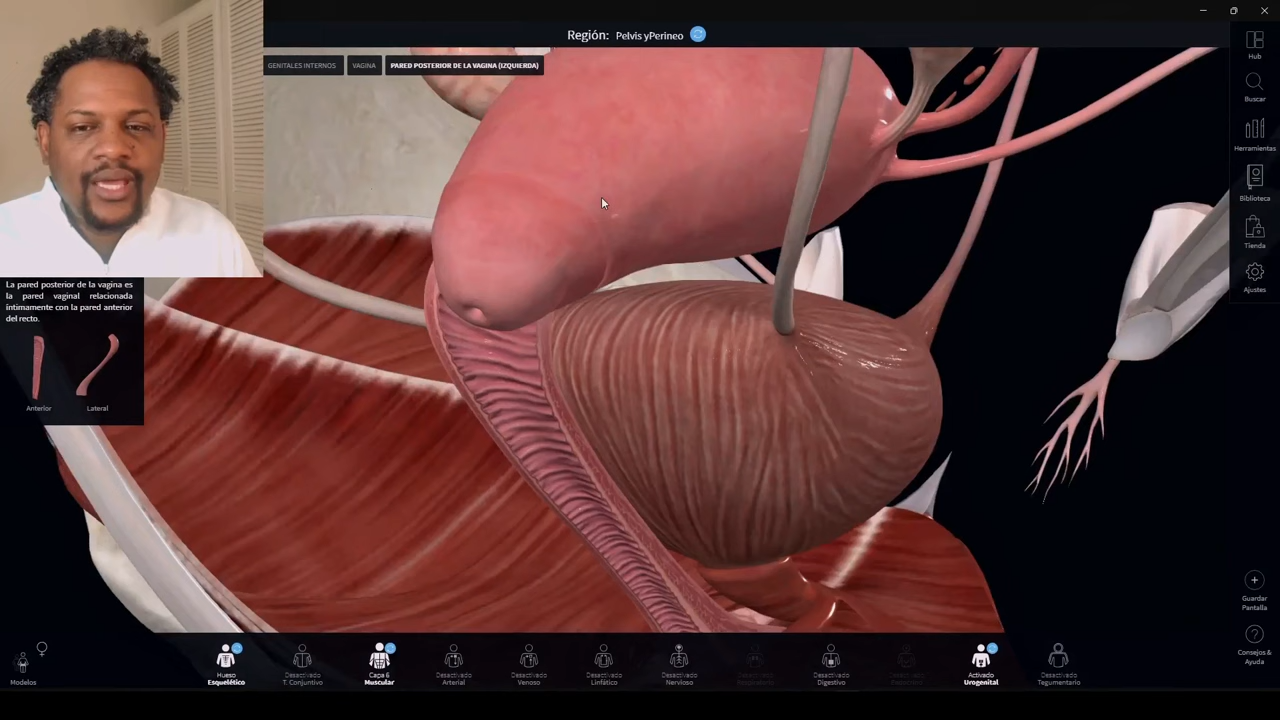 Región: Pelvis yPerineo
GENITALES INTERNOS
VAGINA
PARED POSTERIOR DE LA VAGINA (IZQUIERDA)
La pared posterior de la vagina es
la pared vaginal relacionada
íntimamente con la pared anterior
del recto.
Anterior
Lateral
Hub
Buscar
Herramientas
Biblioteca
Tienda
Ajustes
Guardar
Pantalla
Consejos &
Ayuda
Modelos
Hueso
Esquelético
Desactivado
T. Conjuntivo
Capa 6
Muscular
Desactivado
Arterial
Desactivado
Venoso
Desactivado
Linfático
Desactivado
Nervioso
Desactivado
Digestivo
Activado
Urogenital
Desactivado
Tegumentario